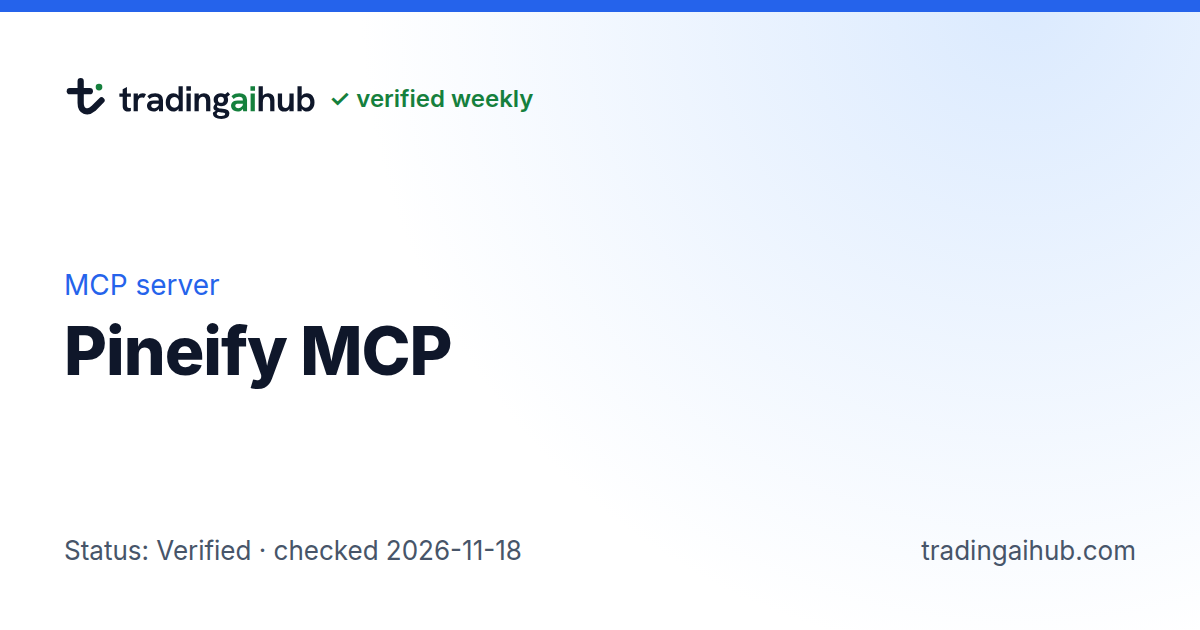 tradingaihub ✓ verified weekly
MCP server
Pineify MCP
Status: Verified · checked 2026-11-18
tradingaihub.com